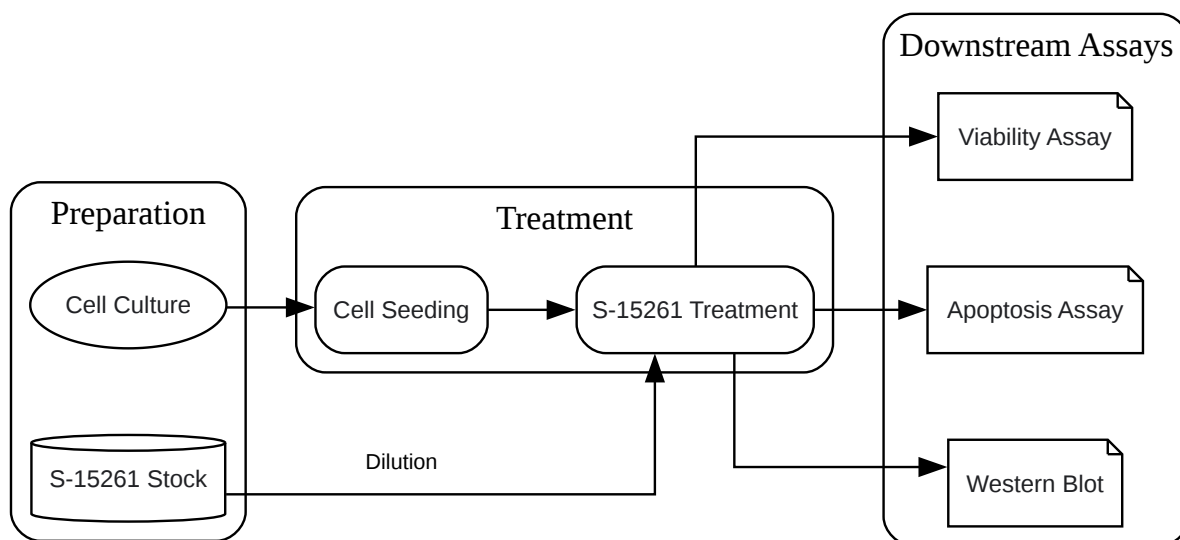 Preparation
Cell Culture
S-15261 Stock
Dilution
Treatment
Cell Seeding
S-15261 Treatment
Downstream Assays
Viability Assay
Apoptosis Assay
Western Blot